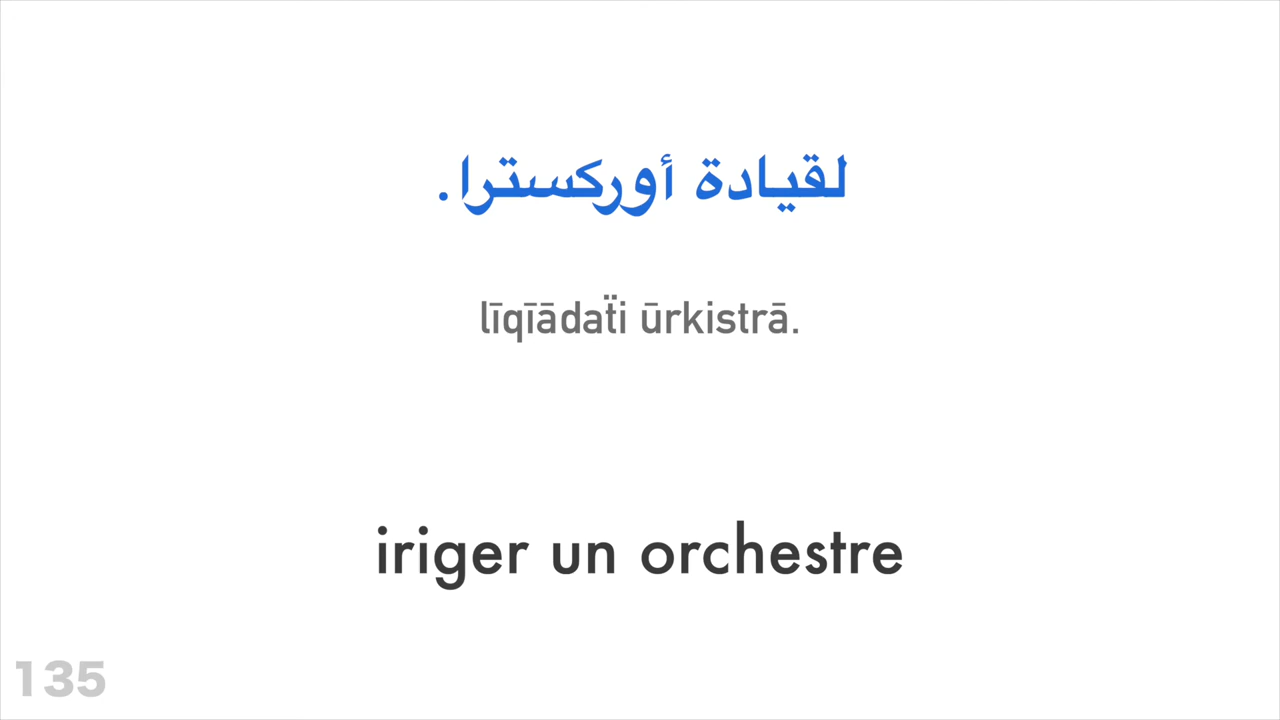 لقيادة أوركسترا.
līqīādaẗi ūrkistrā.
iriger un orchestre
135